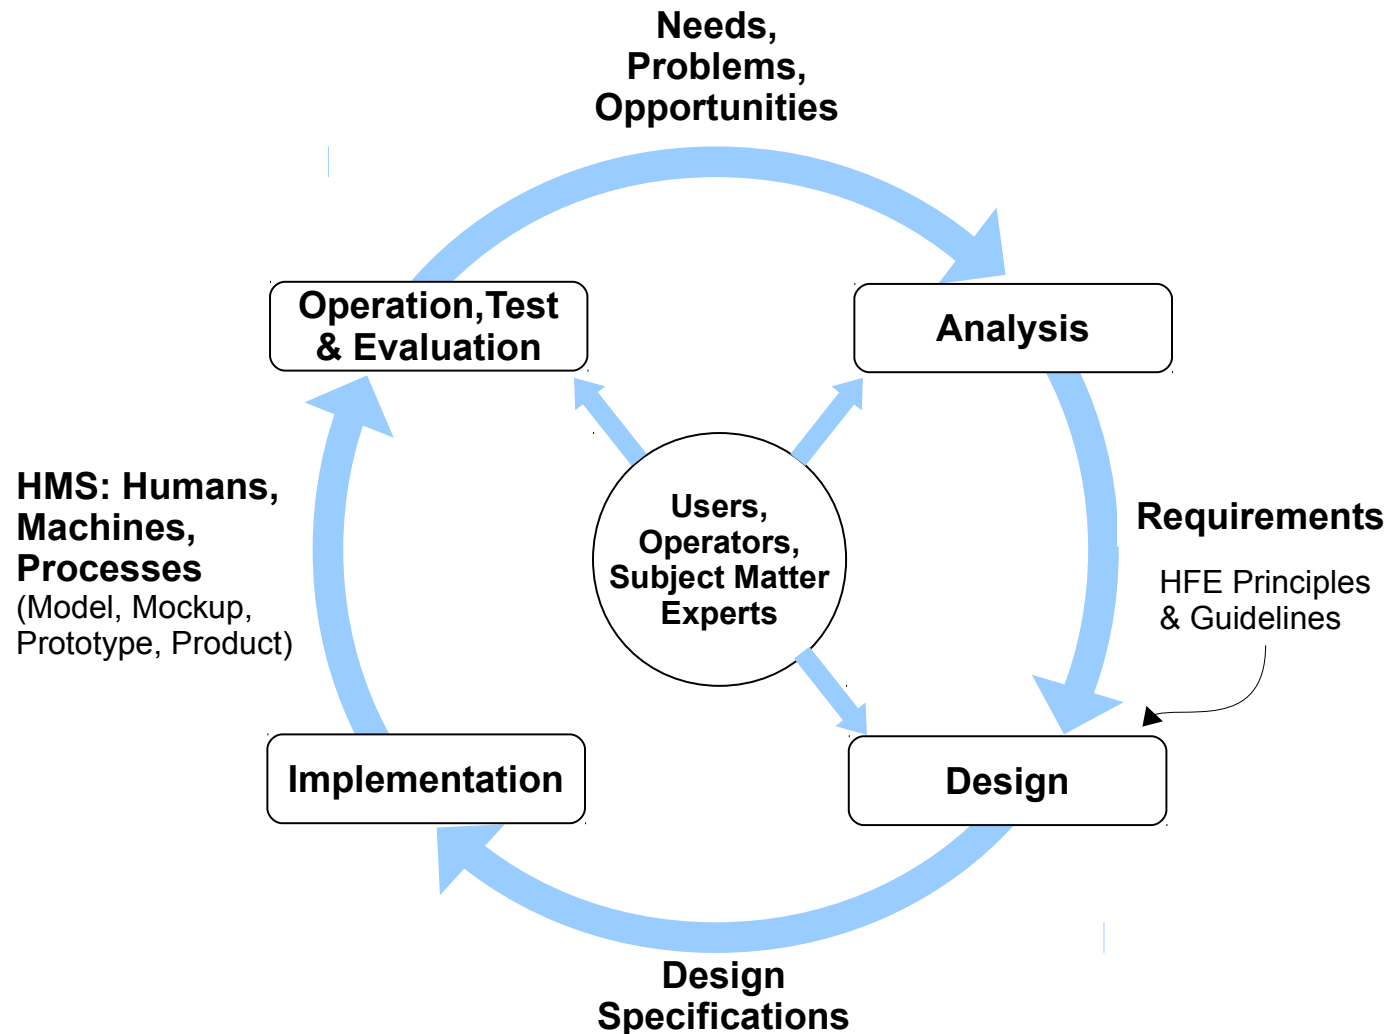 Needs,
Problems,
Opportunities
Operation,Test
& Evaluation
Analysis
HMS: Humans,
Machines,
Processes
(Model, Mockup,
Prototype, Product)
Users,
Operators,
Subject Matter
Experts
Requirements
HFE Principles
& Guidelines
Implementation
Design
Design
Specifications